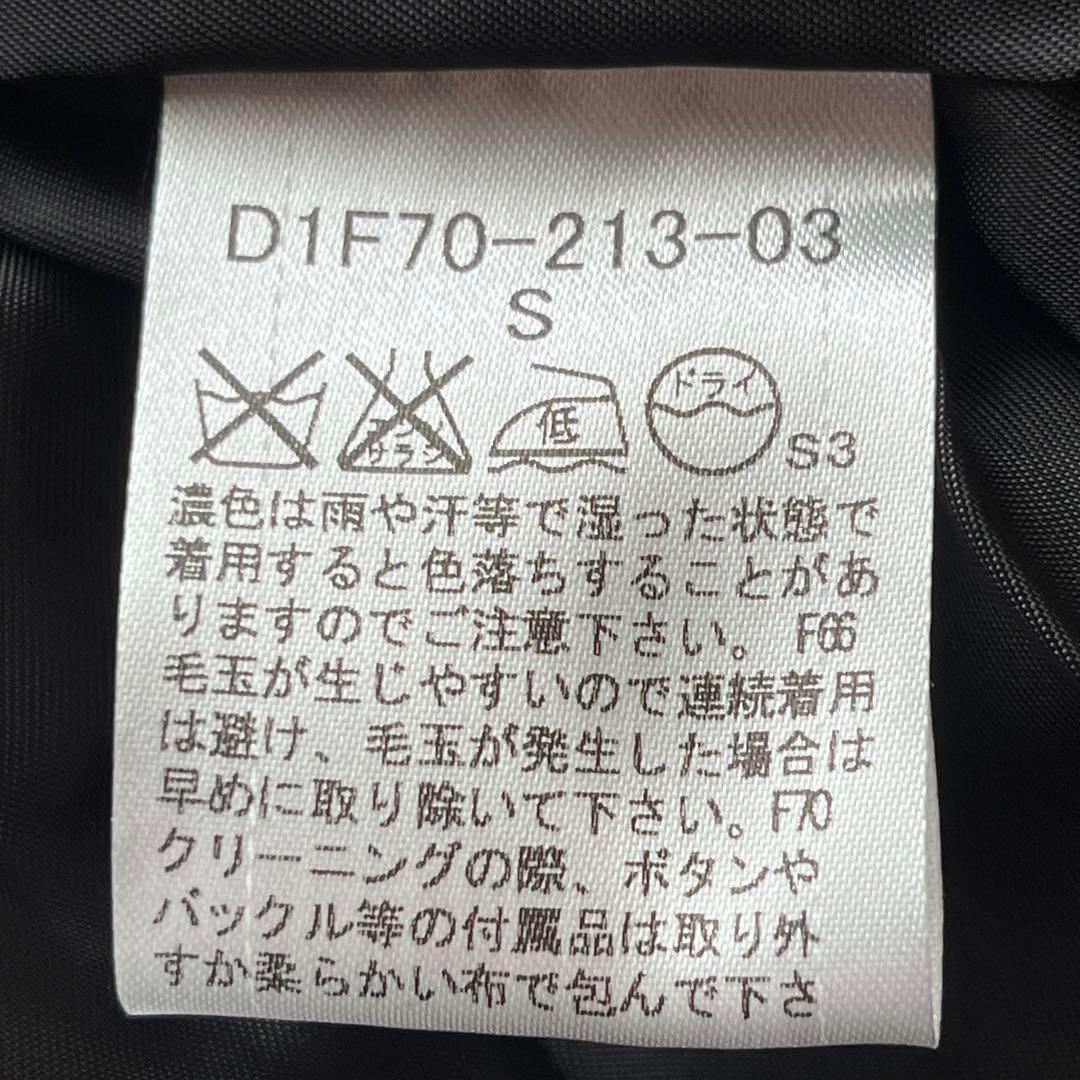 D1F70-213-03
S
エンソ
サラシ
低
ドライ
S3
濃色は雨や汗等で湿った状態で
着用すると色落ちすることがあ
りますのでご注意下さい。F66
毛玉が生じやすいので連続着用
は避け、毛玉が発生した場合は
早めに取り除いて下さい。F70
クリーニングの際、ボタンや
バックル等の付属品は取り外
すか柔らかい布で包んで下さ